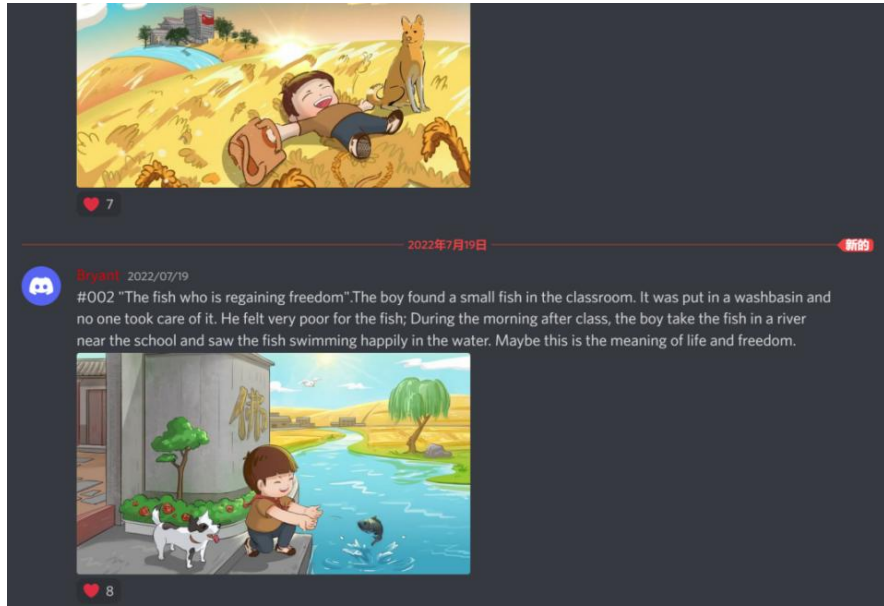 7
2022年7月19日
新的
Bryant 2022/07/19
#002 "The fish who is regaining freedom".The boy found a small fish in the classroom. It was put in a washbasin and
no one took care of it. He felt very poor for the fish; During the morning after class, the boy take the fish in a river
near the school and saw the fish swimming happily in the water. Maybe this is the meaning of life and freedom.
佛
8